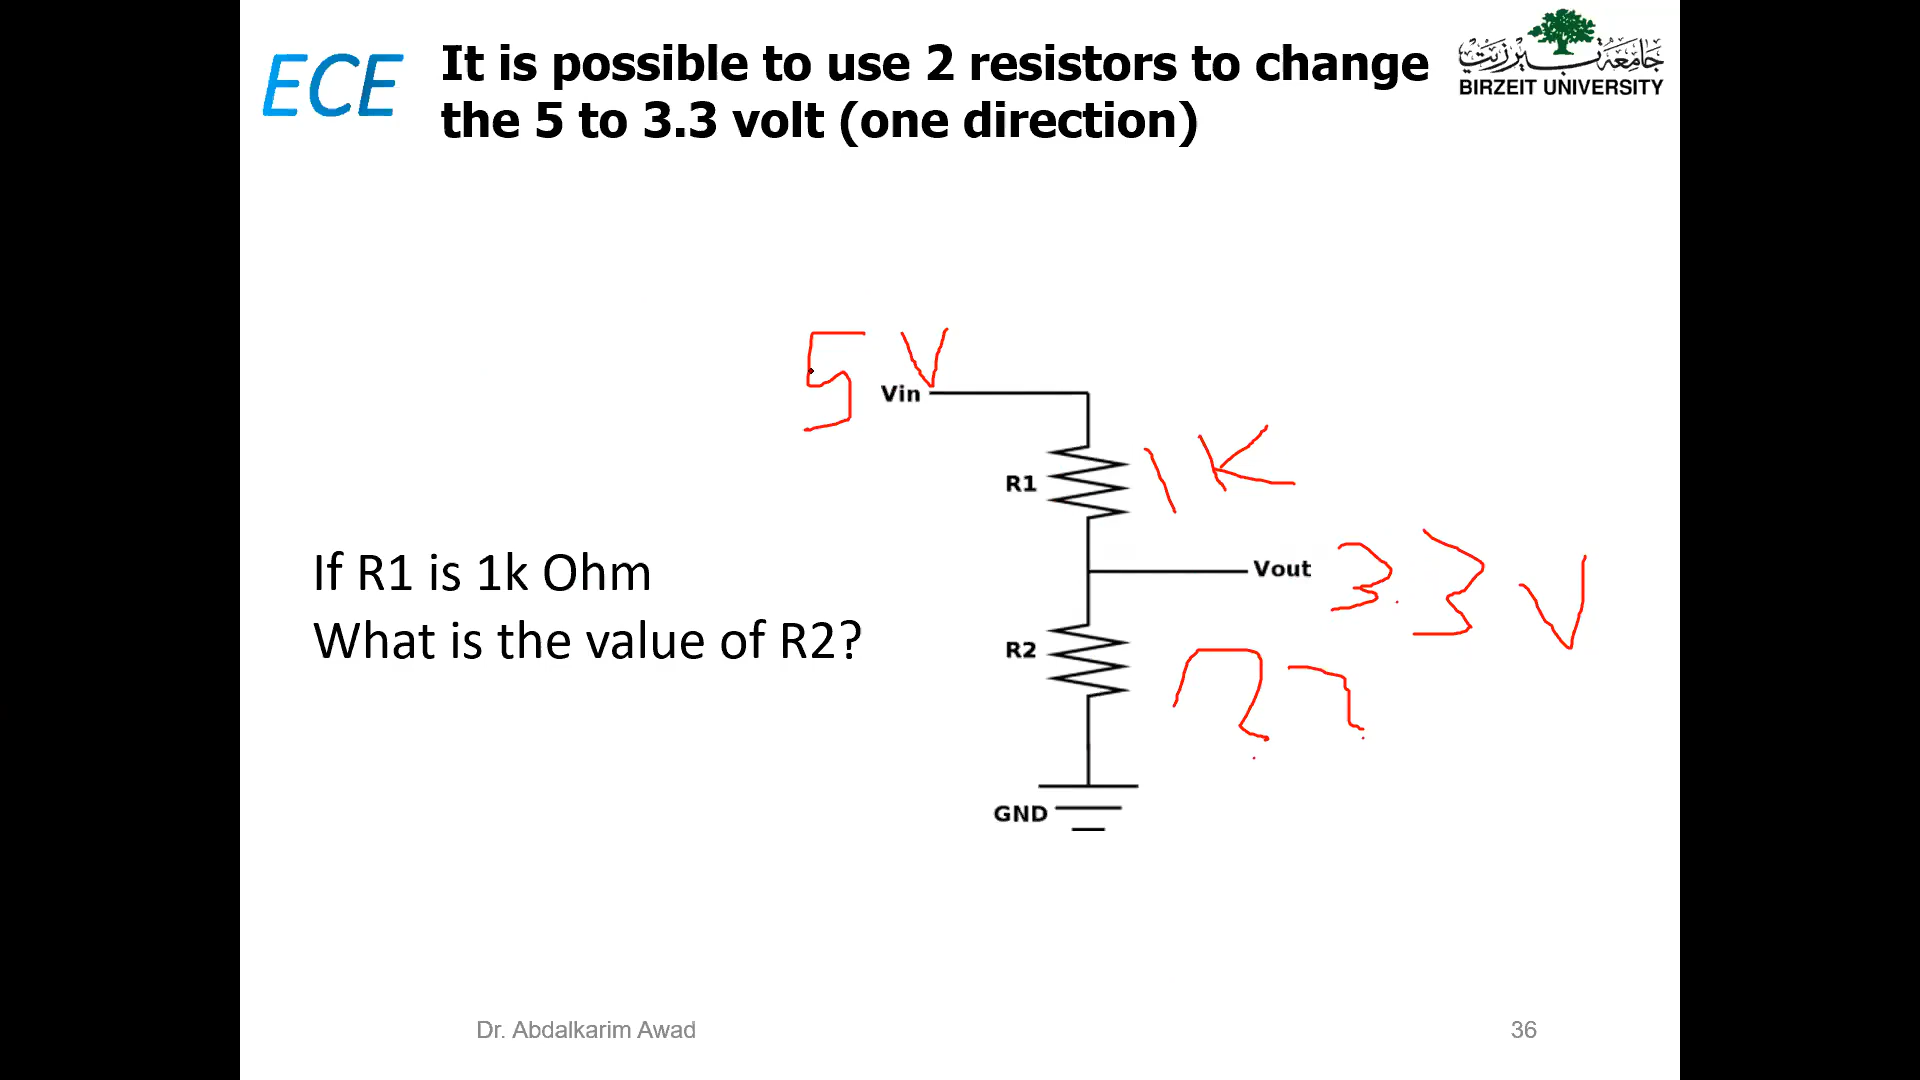 ECE
It is possible to use 2 resistors to change
the 5 to 3.3 volt (one direction)
جامعة بيرزيت
BIRZEIT UNIVERSITY
5 V
Vin
R1
1K
If R1 is 1k Ohm
What is the value of R2?
Vout
3.3 V
R2
??
GND
Dr. Abdalkarim Awad
36